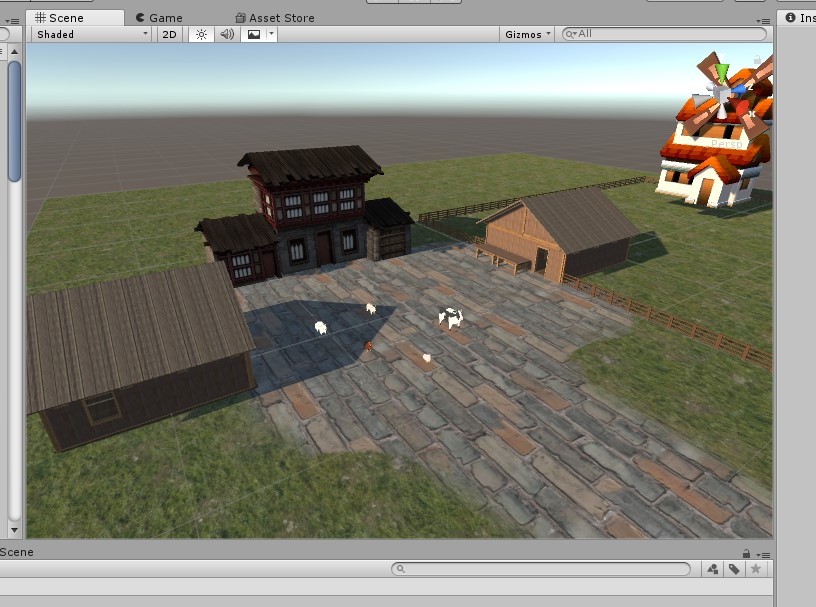 Scene Game Asset Store Ins
Shaded 2D Gizmos All
Persp
Scene